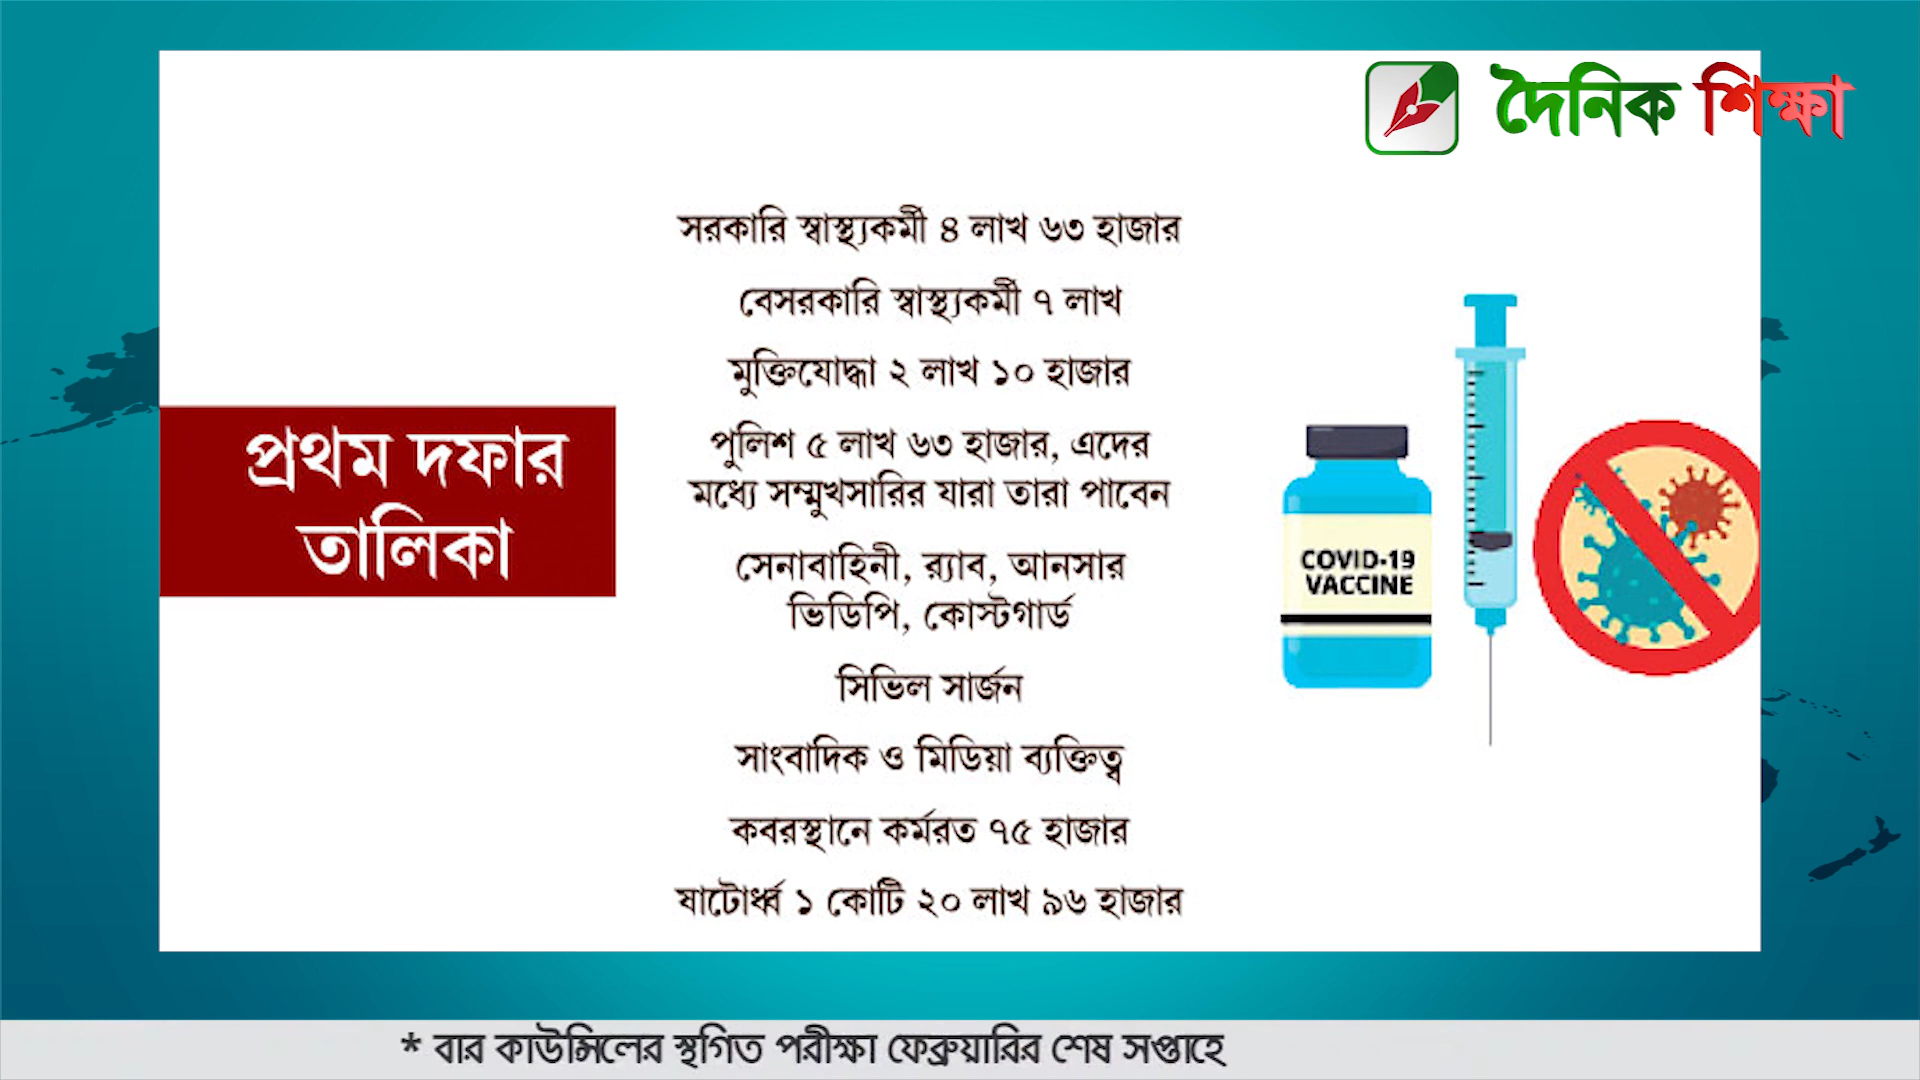 দৈনিক শিক্ষা
প্রথম দফার
তালিকা
সরকারি স্বাস্থ্যকর্মী ৪ লাখ ৬৩ হাজার
বেসরকারি স্বাস্থ্যকর্মী ৭ লাখ
মুক্তিযোদ্ধা ২ লাখ ১০ হাজার
পুলিশ ৫ লাখ ৬৩ হাজার, এদের
মধ্যে সম্মুখসারির যারা তারা পাবেন
সেনাবাহিনী, র‍্যাব, আনসার
ভিডিপি, কোস্টগার্ড
সিভিল সার্জন
সাংবাদিক ও মিডিয়া ব্যক্তিত্ব
কবরস্থানে কর্মরত ৭৫ হাজার
ষাটোর্ধ্ব ১ কোটি ২০ লাখ ৯৬ হাজার
COVID-19
VACCINE
* বার কাউন্সিলের স্থগিত পরীক্ষা ফেব্রুয়ারির শেষ সপ্তাহে